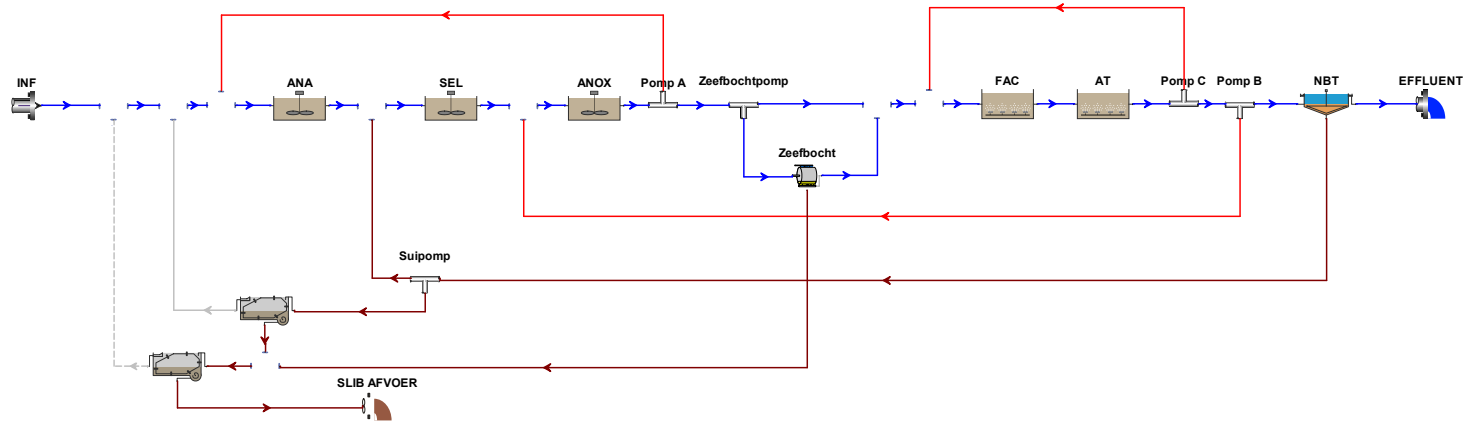 INF
ANA
SEL
ANOX
Pomp A
Zeefbochtpomp
FAC
AT
Pomp C
Pomp B
NBT
EFFLUENT
Zeefbocht
Suipomp
SLIB AFVOER